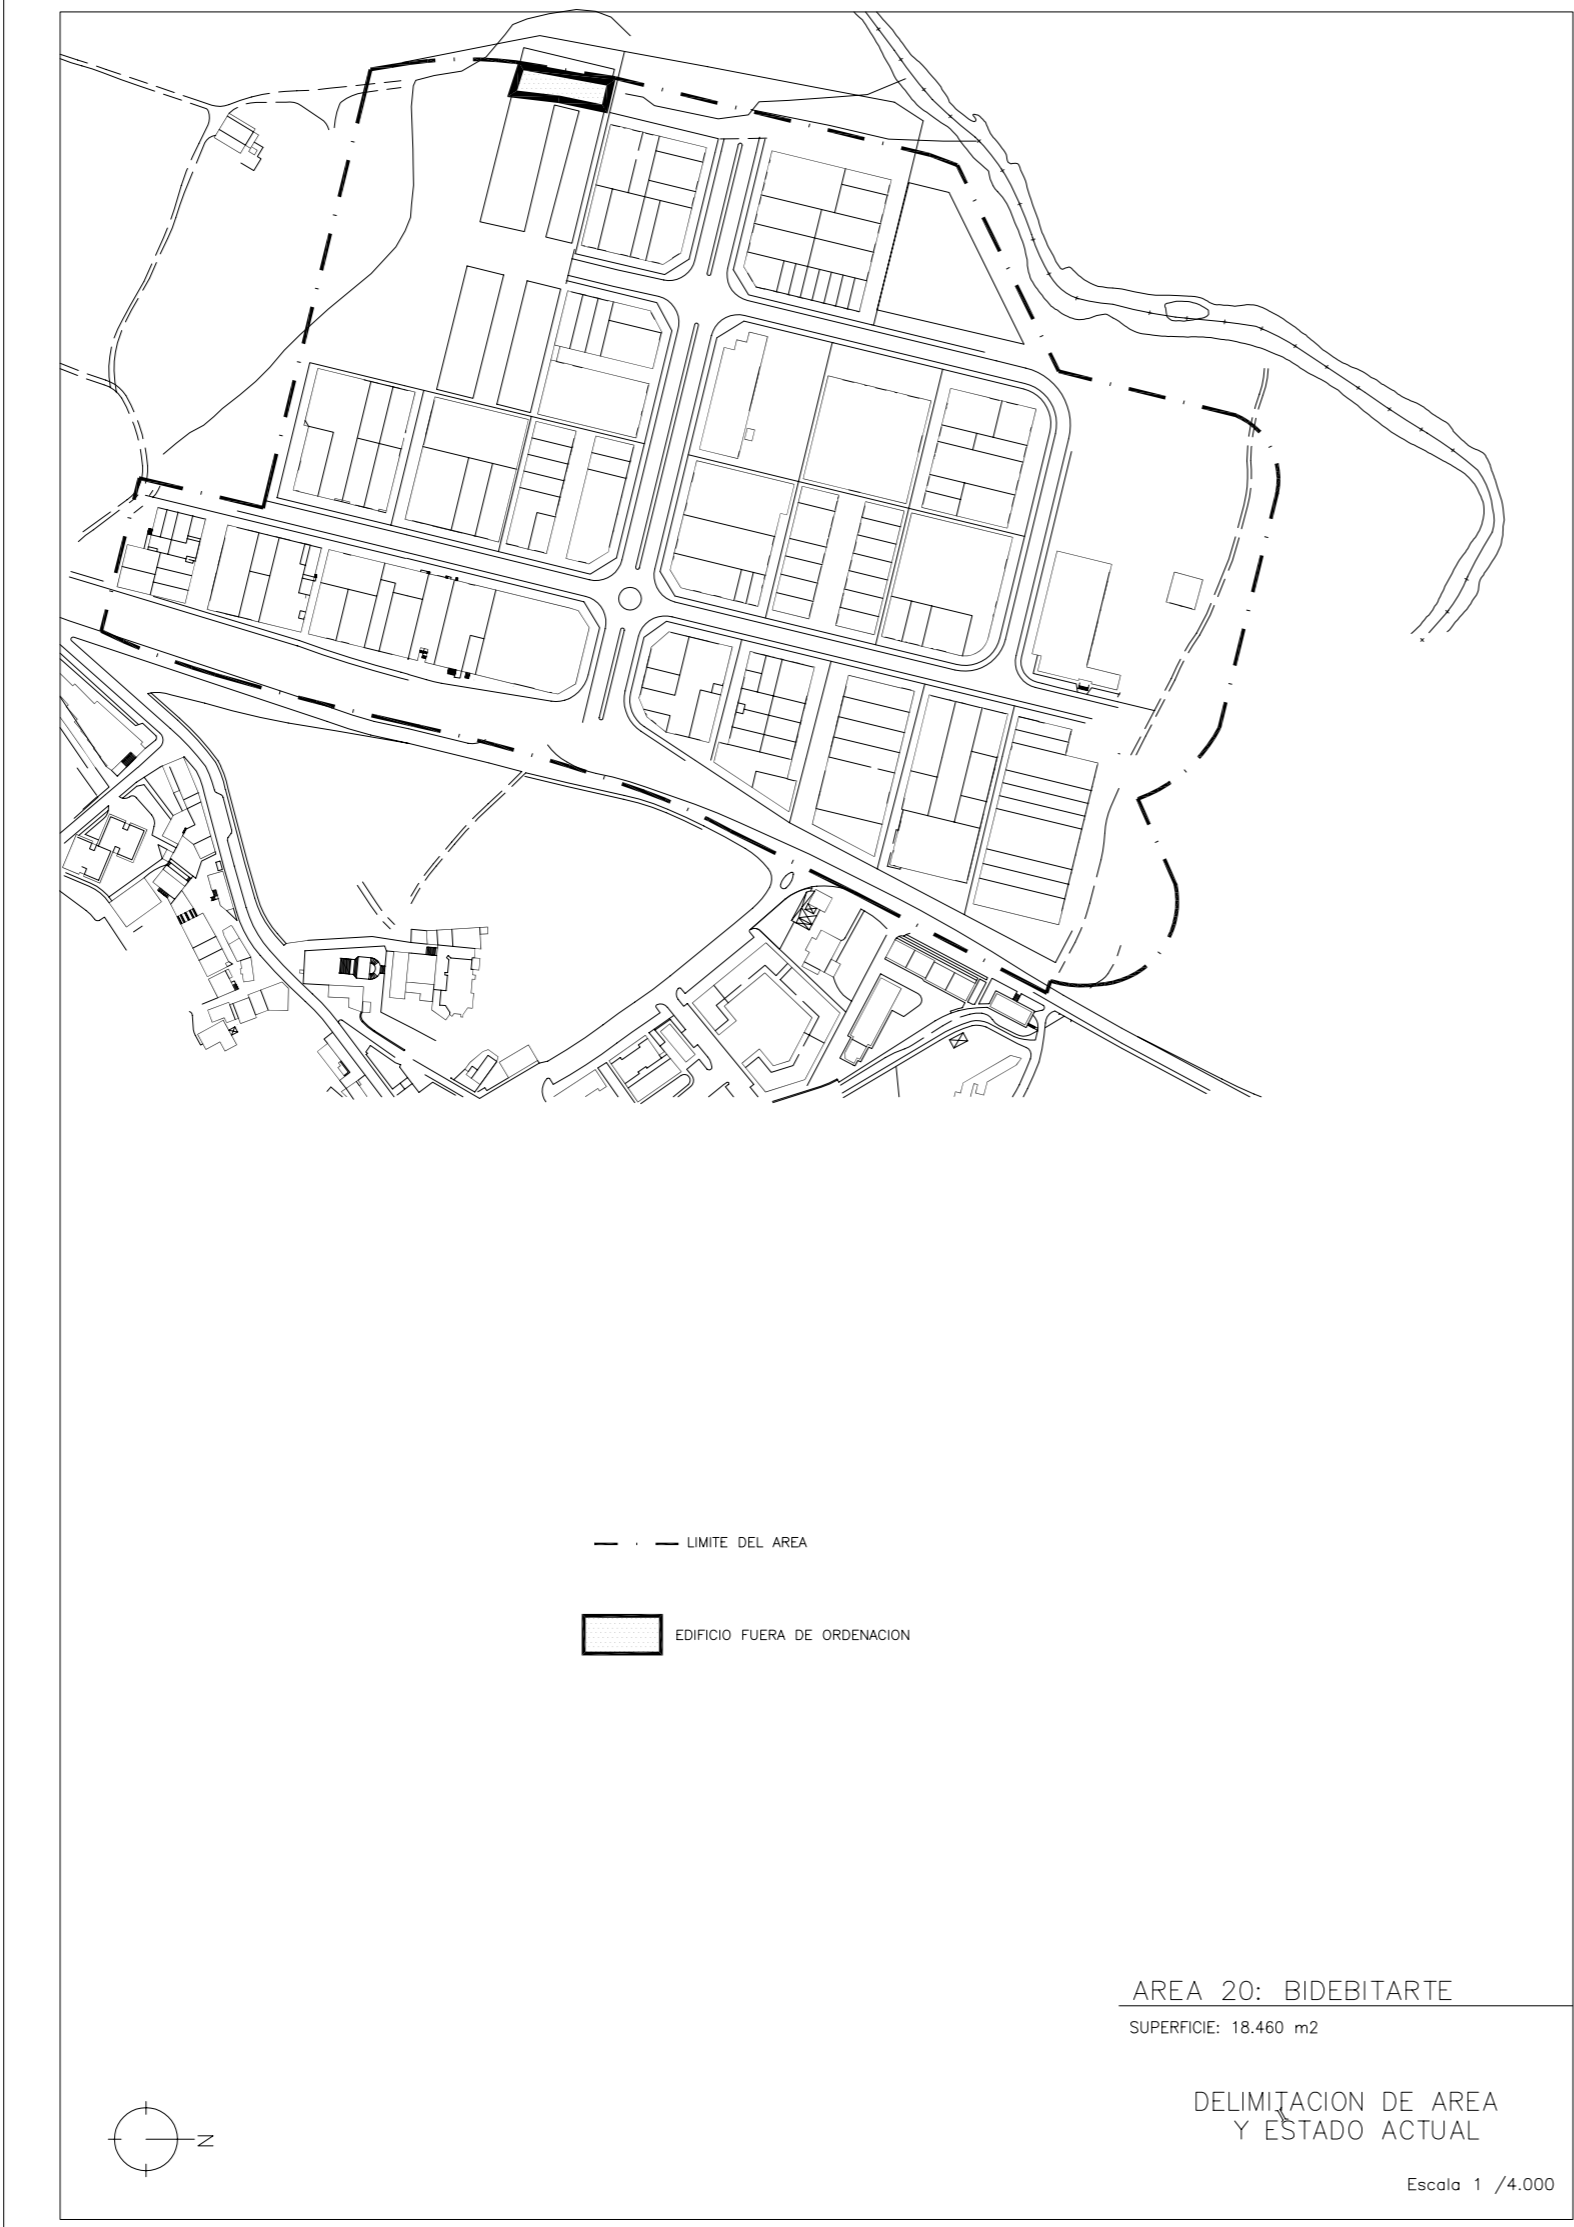 LIMITE DEL AREA
EDIFICIO FUERA DE ORDENACION
AREA 20: BIDEBITARTE
SUPERFICIE: 18.460 m2
DELIMITACION DE AREA
Y ESTADO ACTUAL
N
Escala 1 /4.000